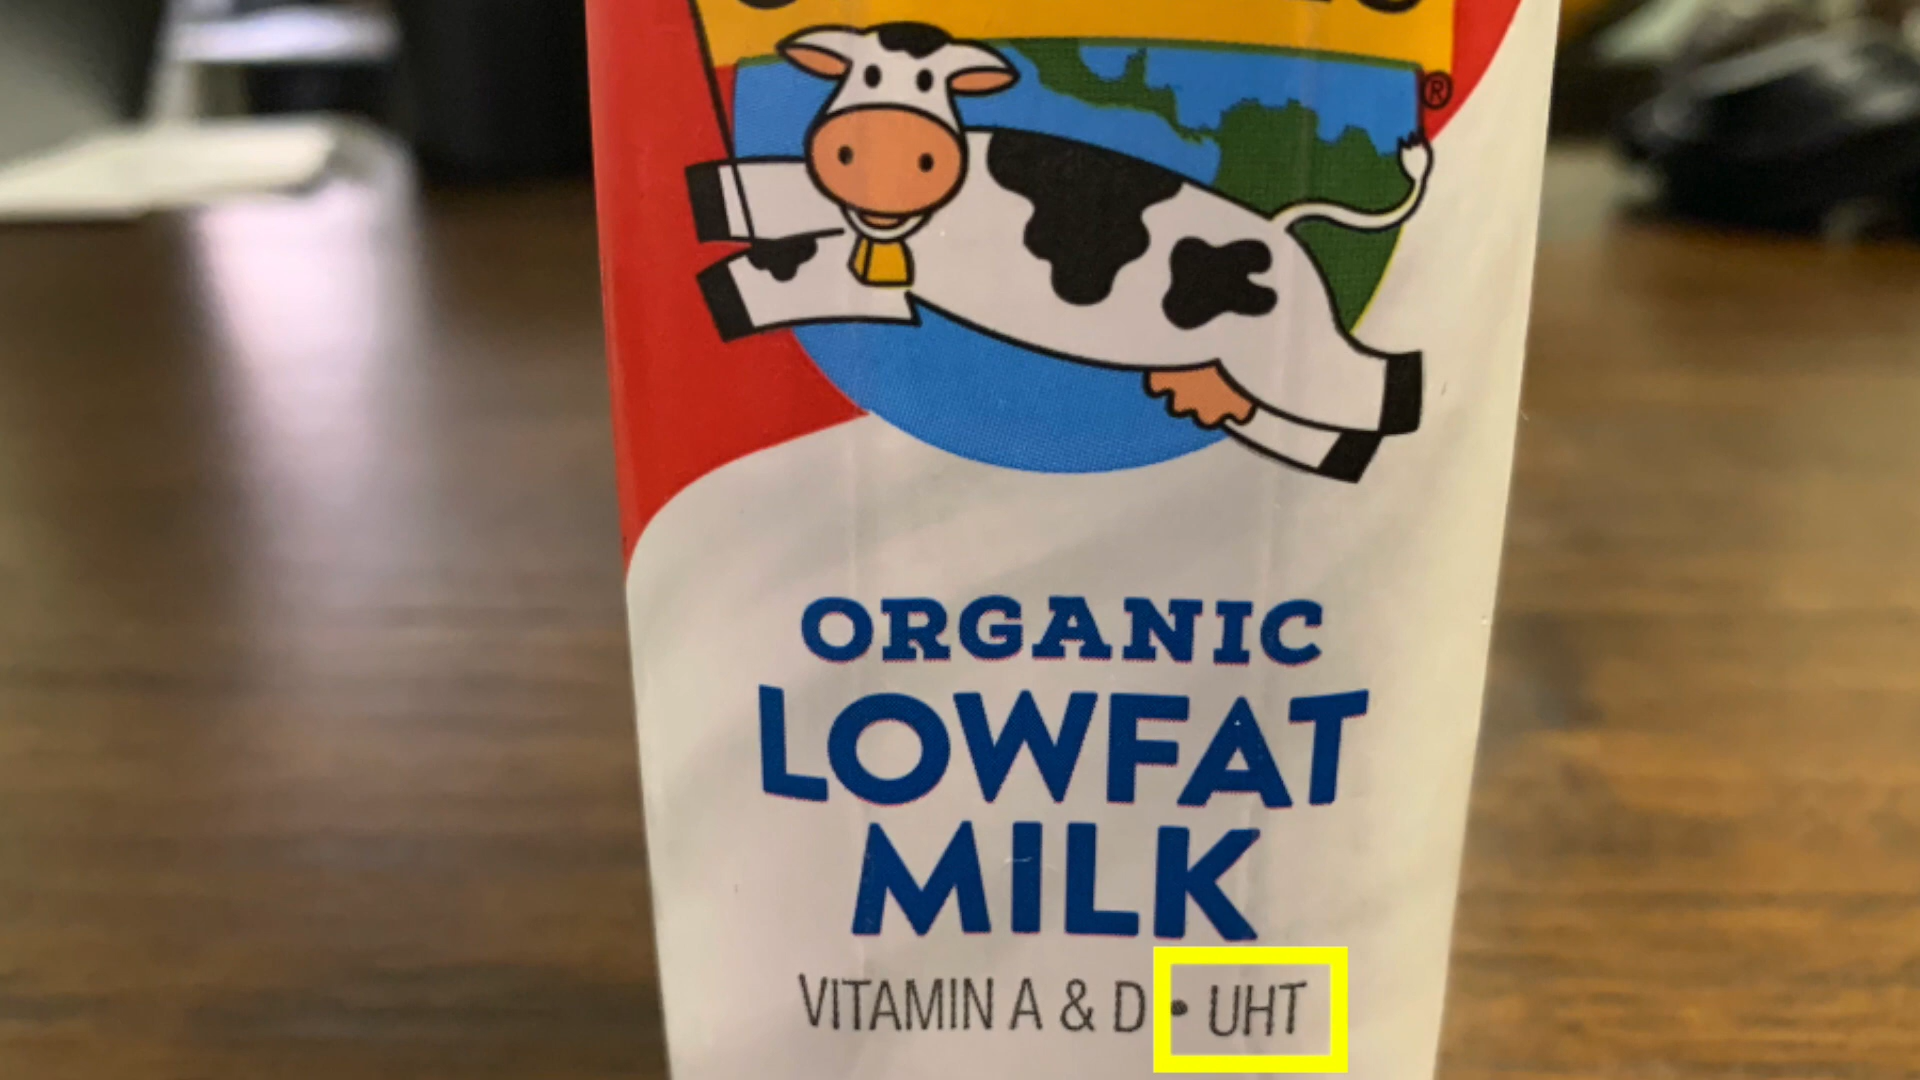 ®
ORGANIC
LOWFAT
MILK
VITAMIN A & D • UHT